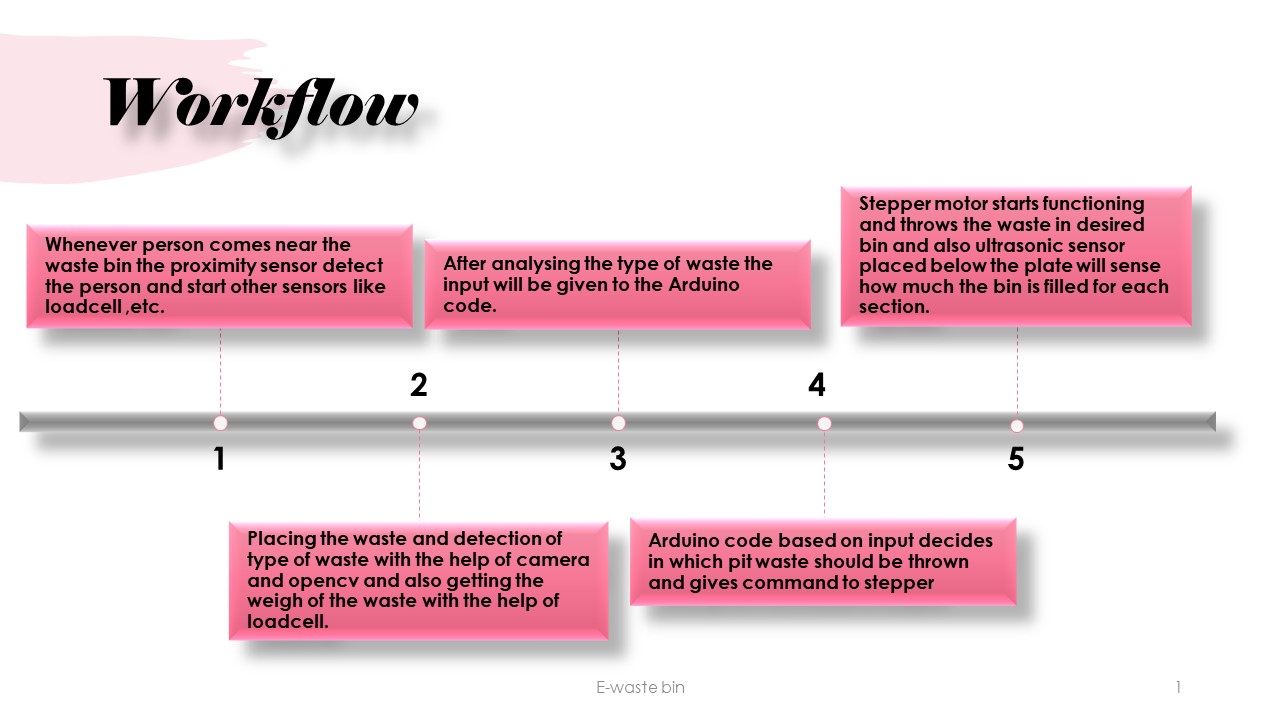 Workflow
Whenever person comes near the
waste bin the proximity sensor detect
the person and start other sensors like
loadcell ,etc.
After analysing the type of waste the
input will be given to the Arduino
code.
Stepper motor starts functioning
and throws the waste in desired
bin and also ultrasonic sensor
placed below the plate will sense
how much the bin is filled for each
section.
2
4
1
3
5
Placing the waste and detection of
type of waste with the help of camera
and opencv and also getting the
weigh of the waste with the help of
loadcell.
Arduino code based on input decides
in which pit waste should be thrown
and gives command to stepper
E-waste bin
1